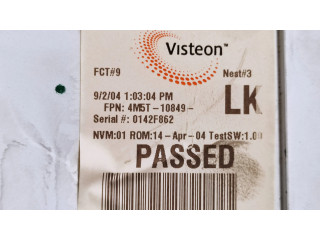 Visteon™
FCT#9 Nest#3
9/2/04 1:03:04 PM
FPN: 4M5T-10849- LK
Serial #: 0142F862
NVM:01 ROM:14-Apr-04 TestSW:1.00
PASSED